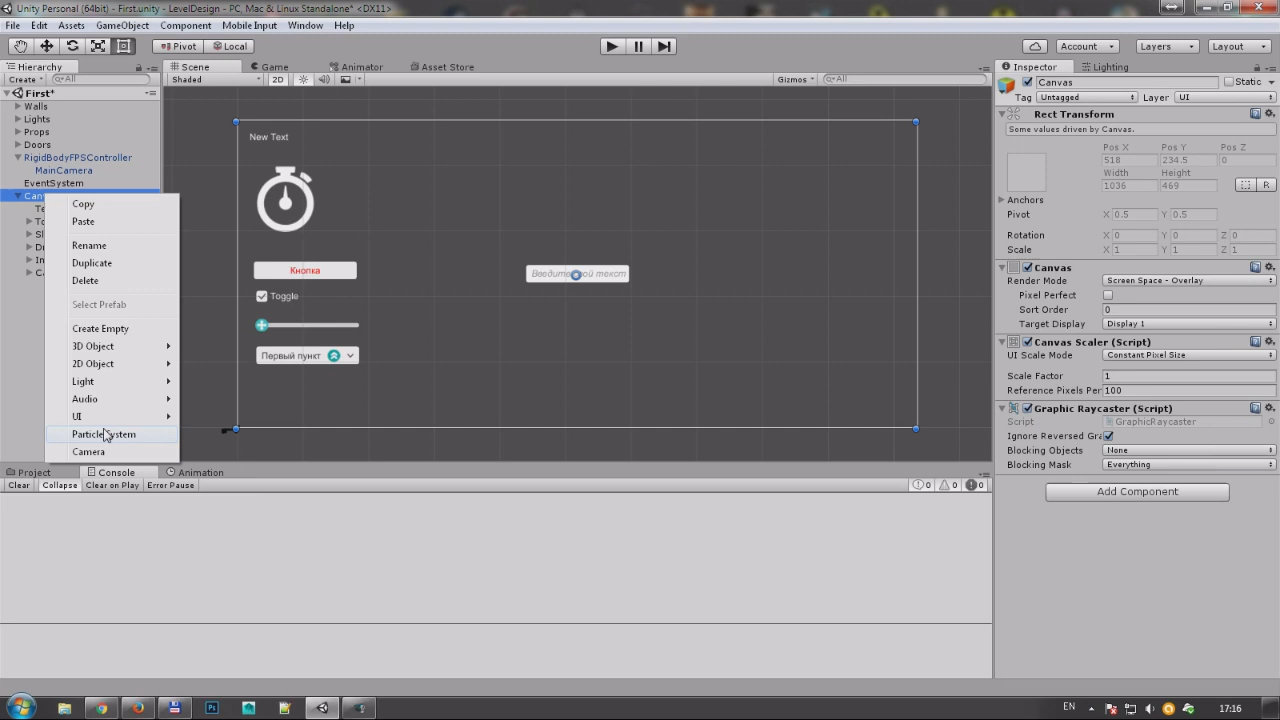 Unity Personal (64bit) - First.unity - LevelDesign - PC, Mac & Linux Standalone* <DX11>
File Edit Assets GameObject Component Mobile Input Window Help
Pivot Local Account Layers Layout
Hierarchy Scene Game Animator Asset Store Inspector Lighting
Create All Shaded 2D Gizmos All
Canvas Static
First*
Tag Untagged Layer UI
Walls
Lights
Props
Doors
RigidBodyFPSController
MainCamera
EventSystem
Copy
Paste
Rename
Duplicate
Delete
Select Prefab
Create Empty
3D Object
2D Object
Light
Audio
UI
Particle System
Camera
New Text
Кнопка
Toggle
Первый пункт
Rect Transform
Some values driven by Canvas.
Pos X Pos Y Pos Z
518 234.5 0
Width Height
1036 469
R
Anchors
Pivot X 0.5 Y 0.5
Rotation X 0 Y 0 Z 0
Scale X 1 Y 1 Z 1
Canvas
Render Mode Screen Space - Overlay
Pixel Perfect
Sort Order 0
Target Display Display 1
Canvas Scaler (Script)
UI Scale Mode Constant Pixel Size
Scale Factor 1
Reference Pixels Per 100
Graphic Raycaster (Script)
Script GraphicRaycaster
Ignore Reversed Gra
Blocking Objects None
Blocking Mask Everything
Add Component
Project Console Animation
Clear Collapse Clear on Play Error Pause 0 0 0
EN 17:16